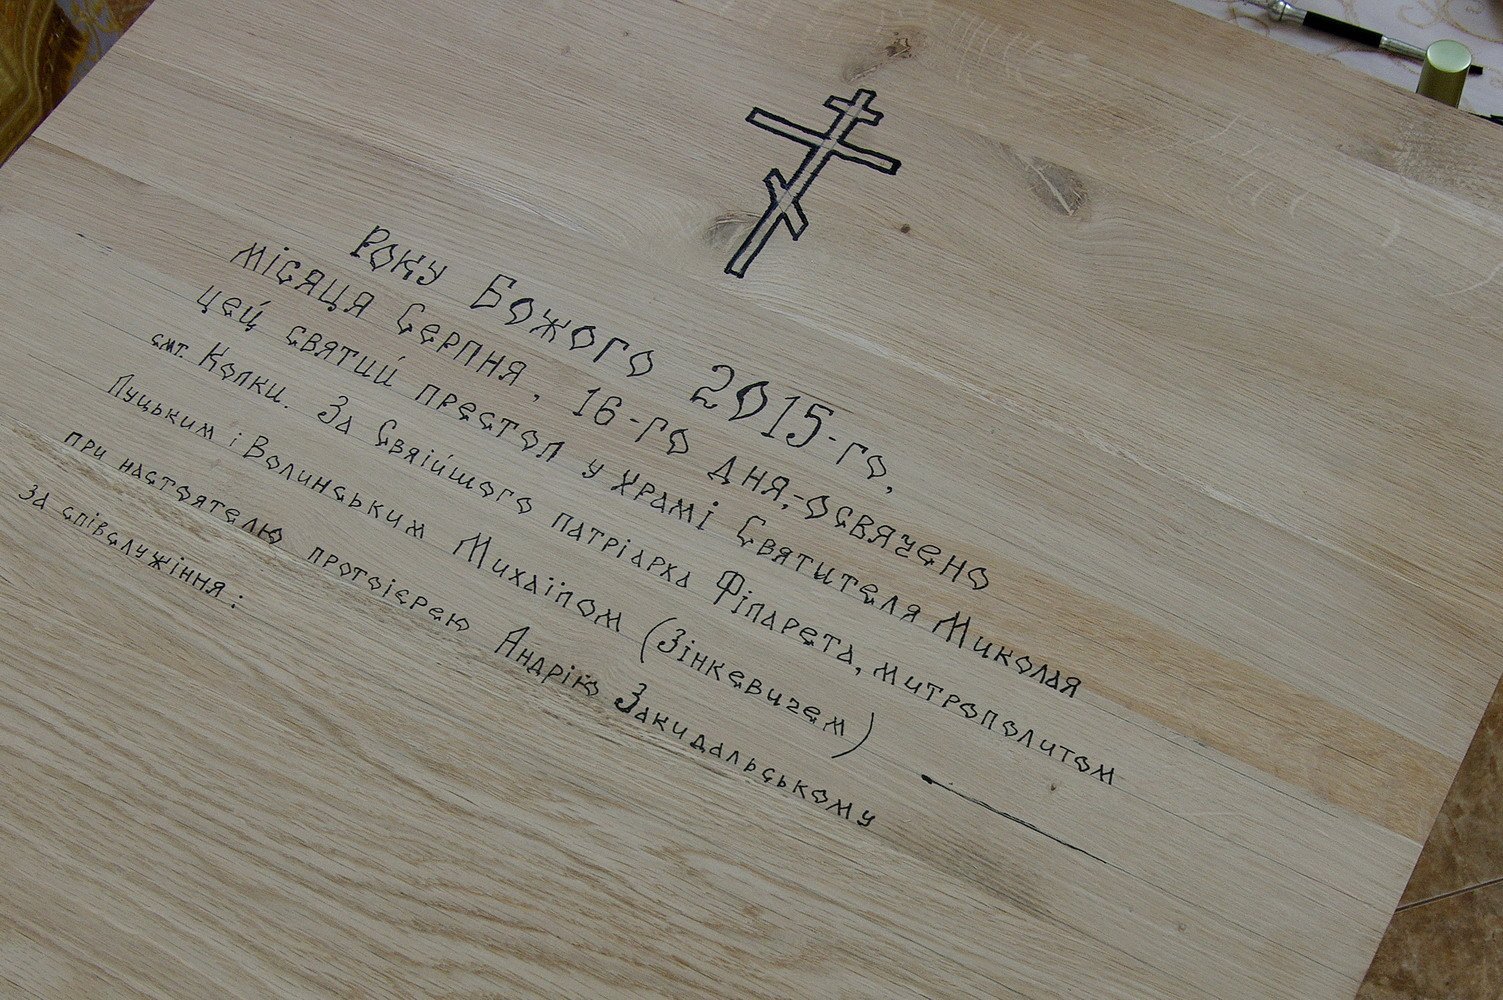 Року Божого 2015-го,
місяця Серпня, 16-го дня,-освячено
цей святий престол у храмі Святителя Миколая
смт. Колки. За Свяійшого патріарха Філарета, митрополитом
Луцьким і Волинським Михаїлом (Зінкевичем)
при настоятелю протоієрею Андрію Закидальському
за співслужіння: